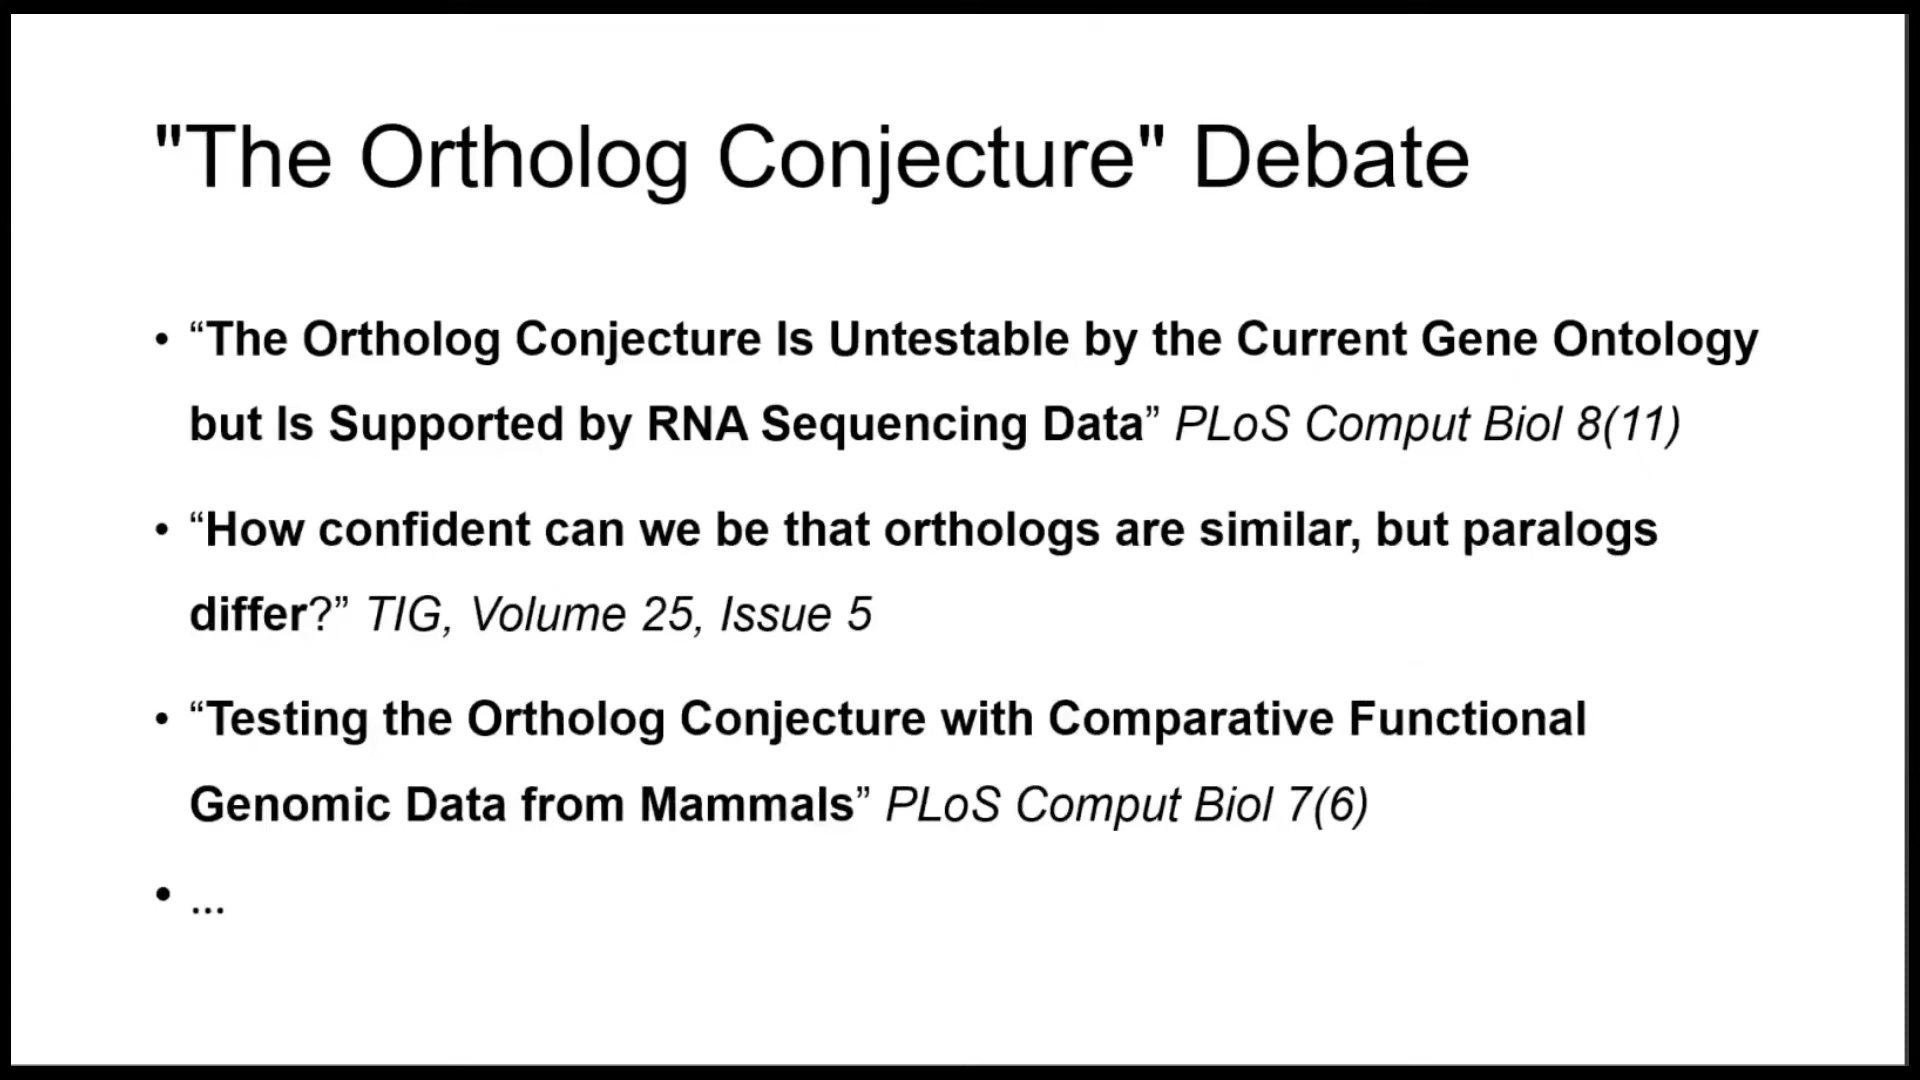 "The Ortholog Conjecture" Debate
• “The Ortholog Conjecture Is Untestable by the Current Gene Ontology
but Is Supported by RNA Sequencing Data” PLoS Comput Biol 8(11)
• “How confident can we be that orthologs are similar, but paralogs
differ?” TIG, Volume 25, Issue 5
• “Testing the Ortholog Conjecture with Comparative Functional
Genomic Data from Mammals” PLoS Comput Biol 7(6)
• ...